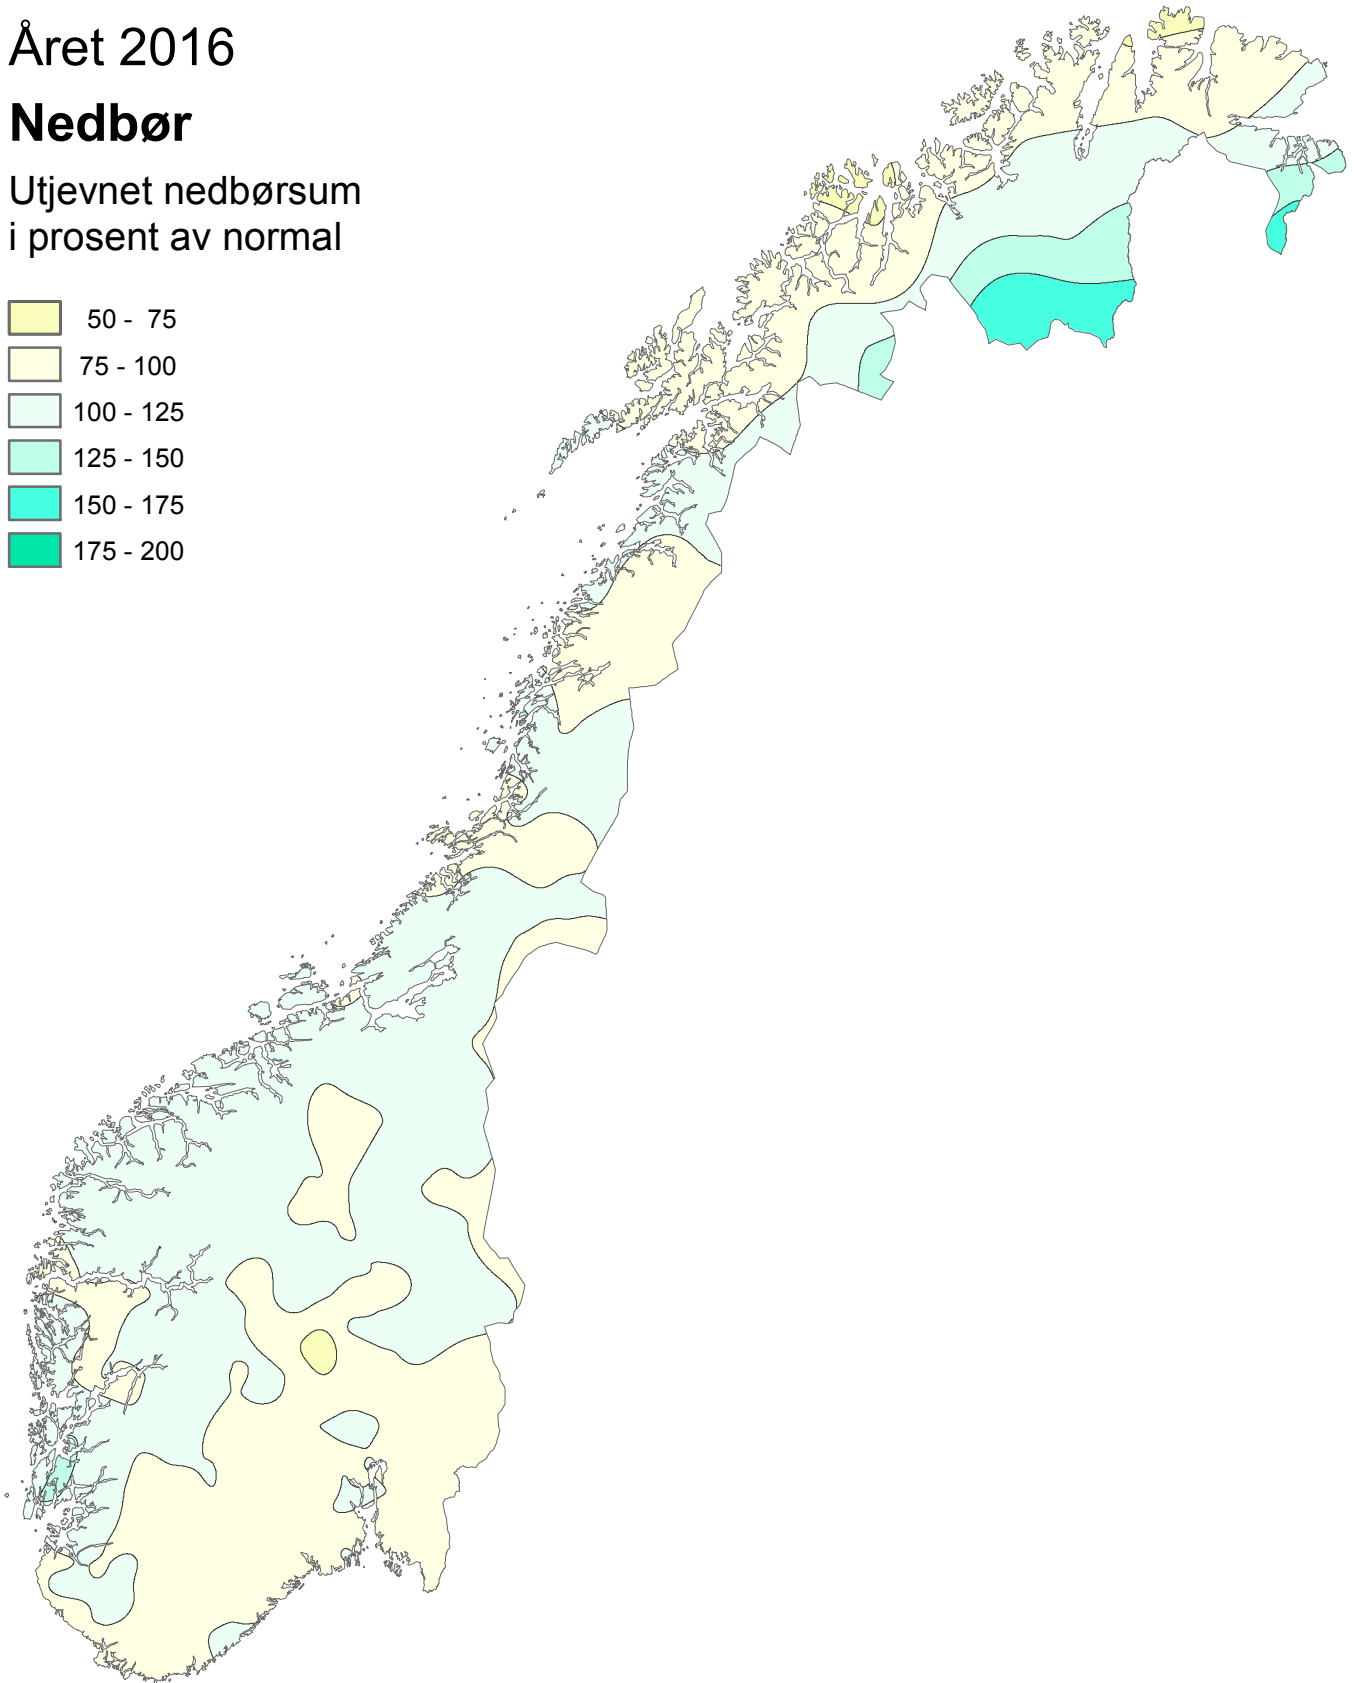 Året 2016
Nedbør
Utjevnet nedbørsum
i prosent av normal
50 - 75
75 - 100
100 - 125
125 - 150
150 - 175
175 - 200